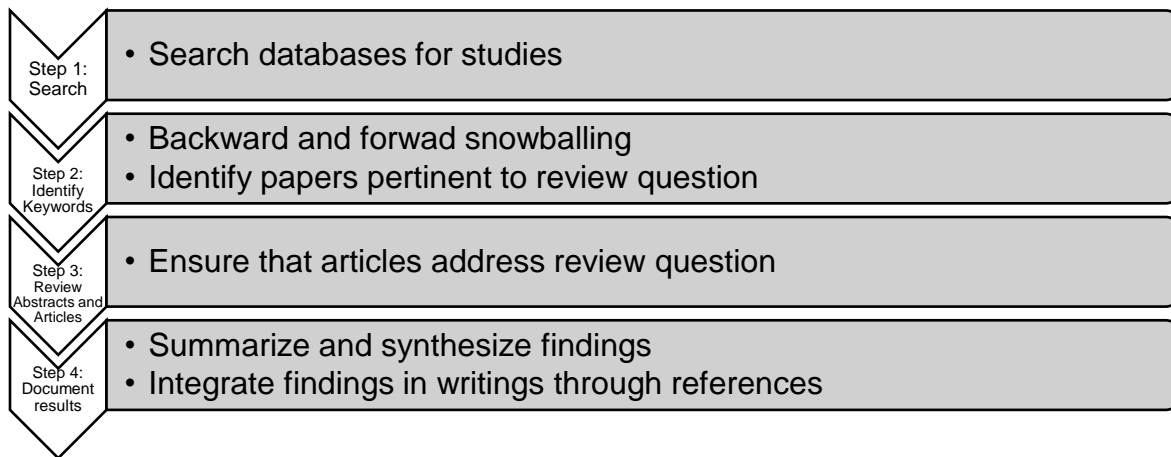 Step 1:
Search
• Search databases for studies
Step 2:
Identify
Keywords
• Backward and forwad snowballing
• Identify papers pertinent to review question
Step 3:
Review
Abstracts and
Articles
• Ensure that articles address review question
Step 4:
Document
results
• Summarize and synthesize findings
• Integrate findings in writings through references